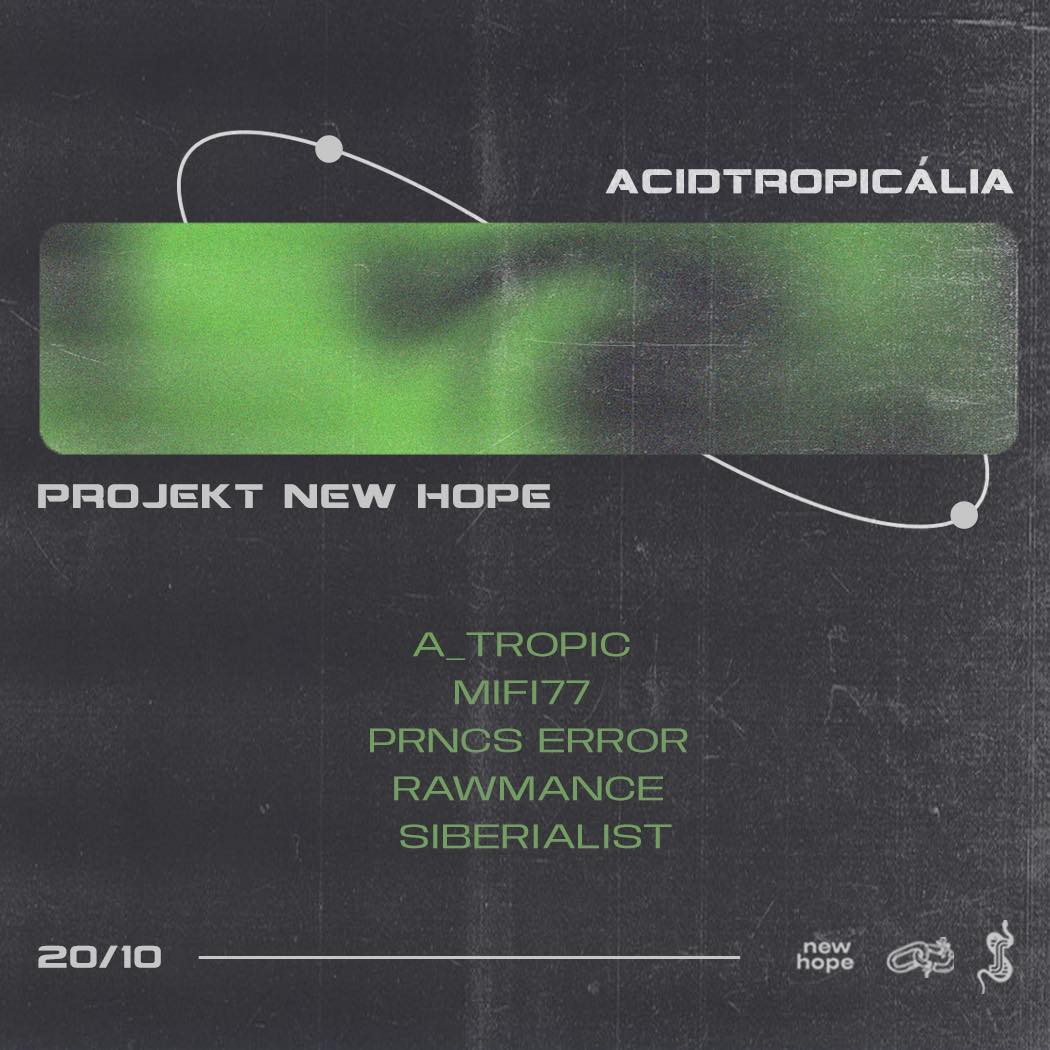 ACIDTROPICÁLIA
PROJEKT NEW HOPE
A_TROPIC
MIFI77
PRNCS ERROR
RAWMANCE
SIBERIALIST
20/10
new
hope